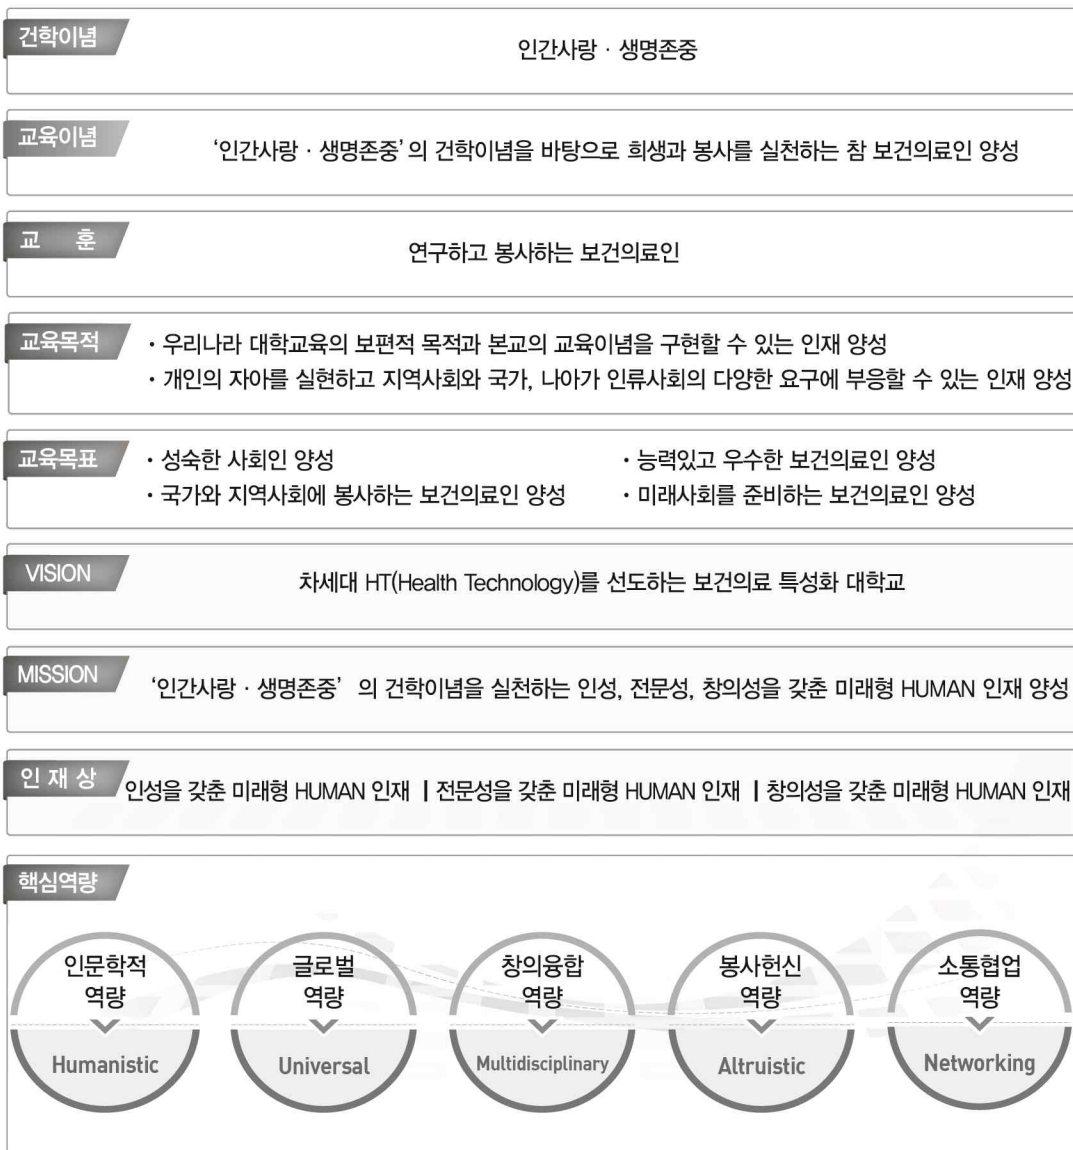 건학이념
인간사랑 · 생명존중
교육이념
‘인간사랑 · 생명존중’의 건학이념을 바탕으로 희생과 봉사를 실천하는 참 보건의료인 양성
교 훈
연구하고 봉사하는 보건의료인
교육목적
· 우리나라 대학교육의 보편적 목적과 본교의 교육이념을 구현할 수 있는 인재 양성
· 개인의 자아를 실현하고 지역사회와 국가, 나아가 인류사회의 다양한 요구에 부응할 수 있는 인재 양성
교육목표
· 성숙한 사회인 양성
· 능력있고 우수한 보건의료인 양성
· 국가와 지역사회에 봉사하는 보건의료인 양성
· 미래사회를 준비하는 보건의료인 양성
VISION
차세대 HT(Health Technology)를 선도하는 보건의료 특성화 대학교
MISSION
‘인간사랑 · 생명존중’ 의 건학이념을 실천하는 인성, 전문성, 창의성을 갖춘 미래형 HUMAN 인재 양성
인 재 상
인성을 갖춘 미래형 HUMAN 인재 | 전문성을 갖춘 미래형 HUMAN 인재 | 창의성을 갖춘 미래형 HUMAN 인재
핵심역량
인문학적
역량
Humanistic
글로벌
역량
Universal
창의융합
역량
Multidisciplinary
봉사헌신
역량
Altruistic
소통협업
역량
Networking